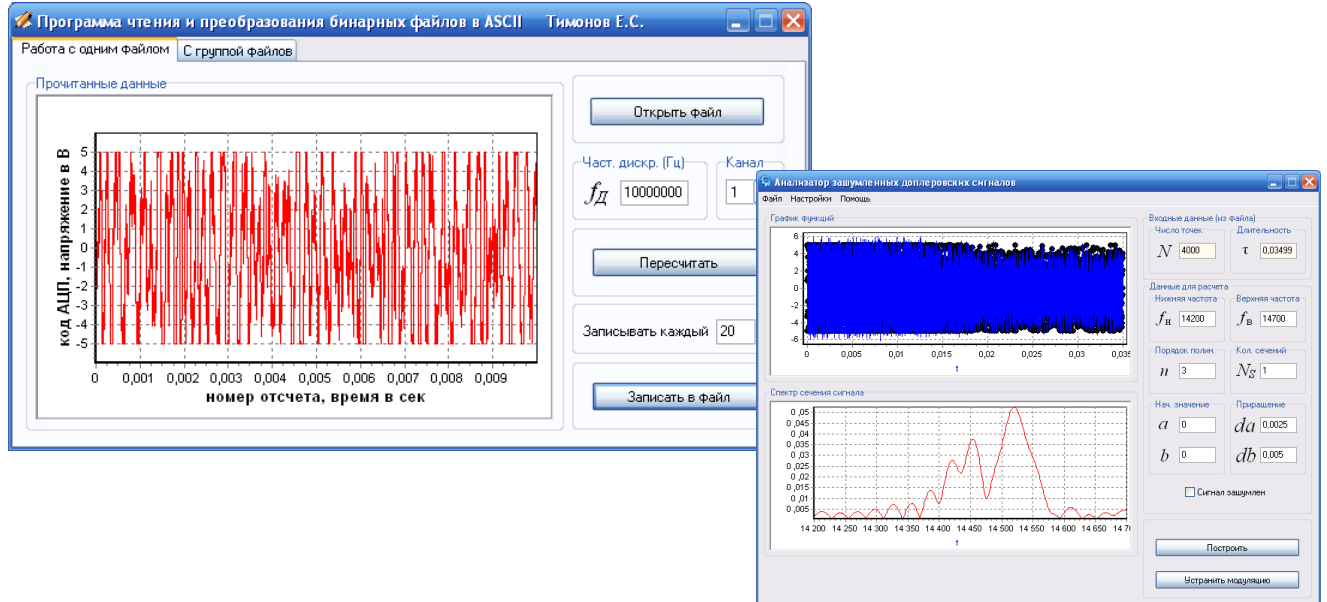 Программа чтения и преобразования бинарных файлов в ASCII Тимонов Е.С.
Работа с одним файлом
С группой файлов
Прочитанные данные
код АЦП, напряжение в В
5
4
3
2
1
0
-1
-2
-3
-4
-5
0 0,001 0,002 0,003 0,004 0,005 0,006 0,007 0,008 0,009
номер отсчета, время в сек
Открыть файл
Част. дискр. (Гц)
fД 10000000
Канал
1
Пересчитать
Записывать каждый 20
Записать в файл
Анализатор зашумленных доплеровских сигналов
Файл Настройки Помощь
График функций
6
4
2
0
-2
-4
-6
0 0,005 0,01 0,015 0,02 0,025 0,03 0,035
t
Спектр сечения сигнала
0,05
0,045
0,04
0,035
0,03
0,025
0,02
0,015
0,01
0,005
14 200 14 250 14 300 14 350 14 400 14 450 14 500 14 550 14 600 14 650 14 70
f
Входные данные (из файла)
Число точек
N 4000
Длительность
τ 0,03499
Данные для расчета
Нижняя частота
fн 14200
Верхняя частота
fв 14700
Порядок полин.
n 3
Кол. сечений
NS 1
Нач. значение
a 0
b 0
Приращение
da 0,0025
db 0,005
Сигнал зашумлен
Построить
Устранить модуляцию